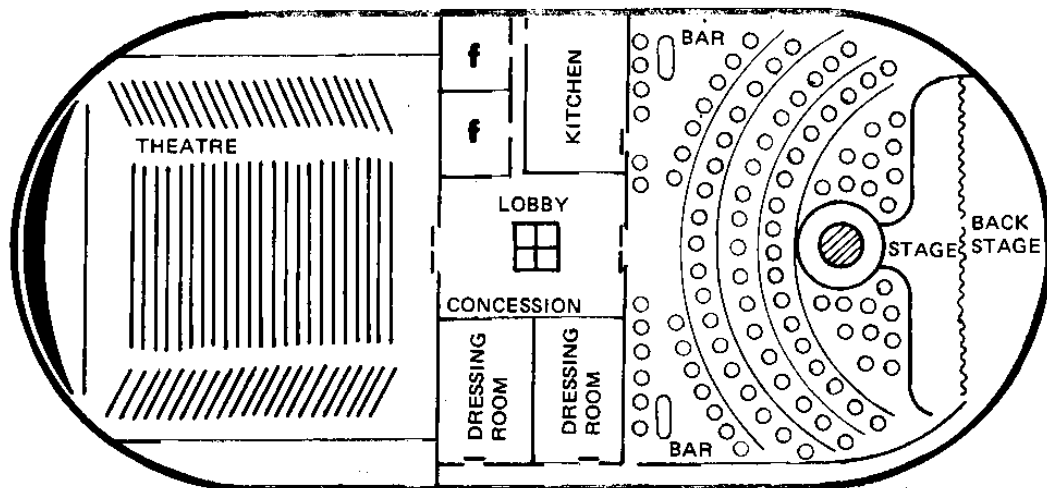 BAR
f
KITCHEN
f
THEATRE
LOBBY
STAGE
BACK
STAGE
CONCESSION
DRESSING
ROOM
DRESSING
ROOM
BAR